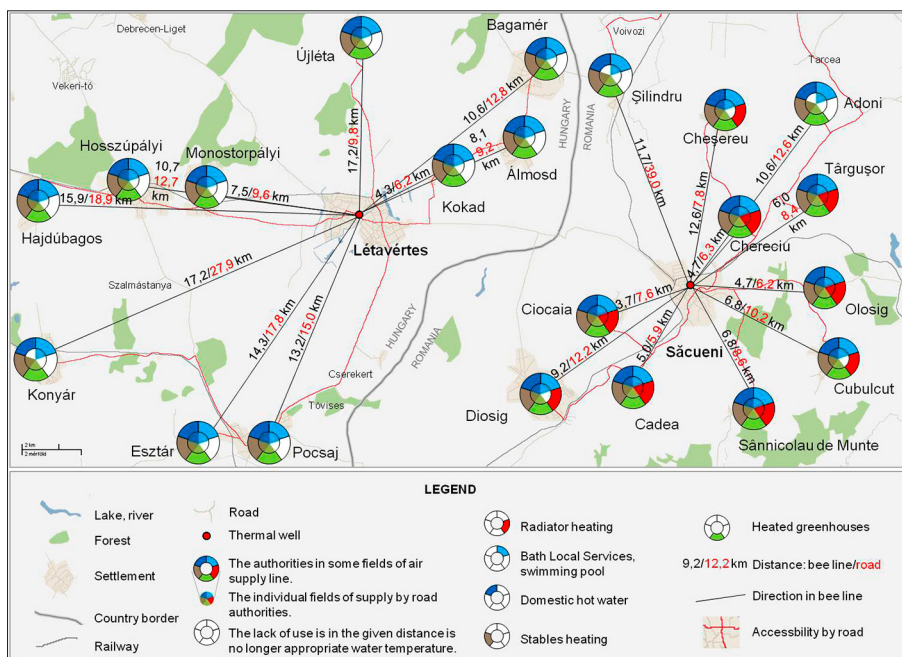 Debrecen-Liget
Bagamér
Voivozi
Újléta
Tarcea
Vekeri-tó
Şilindru
Adoni
Cheșereu
10,6/12,8 km
HUNGARY
ROMANIA
Hosszúpályi
Monostorpályi
17,2/9,8 km
8,1
9,2
km
Álmosd
11,7/39,0 km
10,6/12,6 km
Târgușor
10,7
12,7
km
7,5/9,6 km
4,3/6,2 km
Kokad
12,6/7,8 km
6,0
8,4
km
15,9/18,9 km
Hajdúbagos
Létavértes
Chereciu
4,7/6,3 km
17,2/27,9 km
Szalmástanya
3,7/7,6 km
4,7/6,2 km
Ciocaia
Olosig
6,8/10,2 km
14,3/17,8 km
13,2/15,0 km
HUNGARY
ROMANIA
Săcueni
5,0/5,9 km
6,8/8,6 km
9,2/12,2 km
Konyár
Cserekert
Cubulcut
Tövises
Diosig
Cadea
Sânnicolau de Munte
Esztár
Pocsaj
2 km
2 mérföld
LEGEND
Lake, river
Forest
Settlement
Country border
Railway
Road
Thermal well
The authorities in some fields of air
supply line.
The individual fields of supply by road
authorities.
The lack of use is in the given distance is
no longer appropriate water temperature.
Radiator heating
Bath Local Services,
swimming pool
Domestic hot water
Stables heating
Heated greenhouses
9,2/12,2 km Distance: bee line/road
Direction in bee line
Accessbility by road